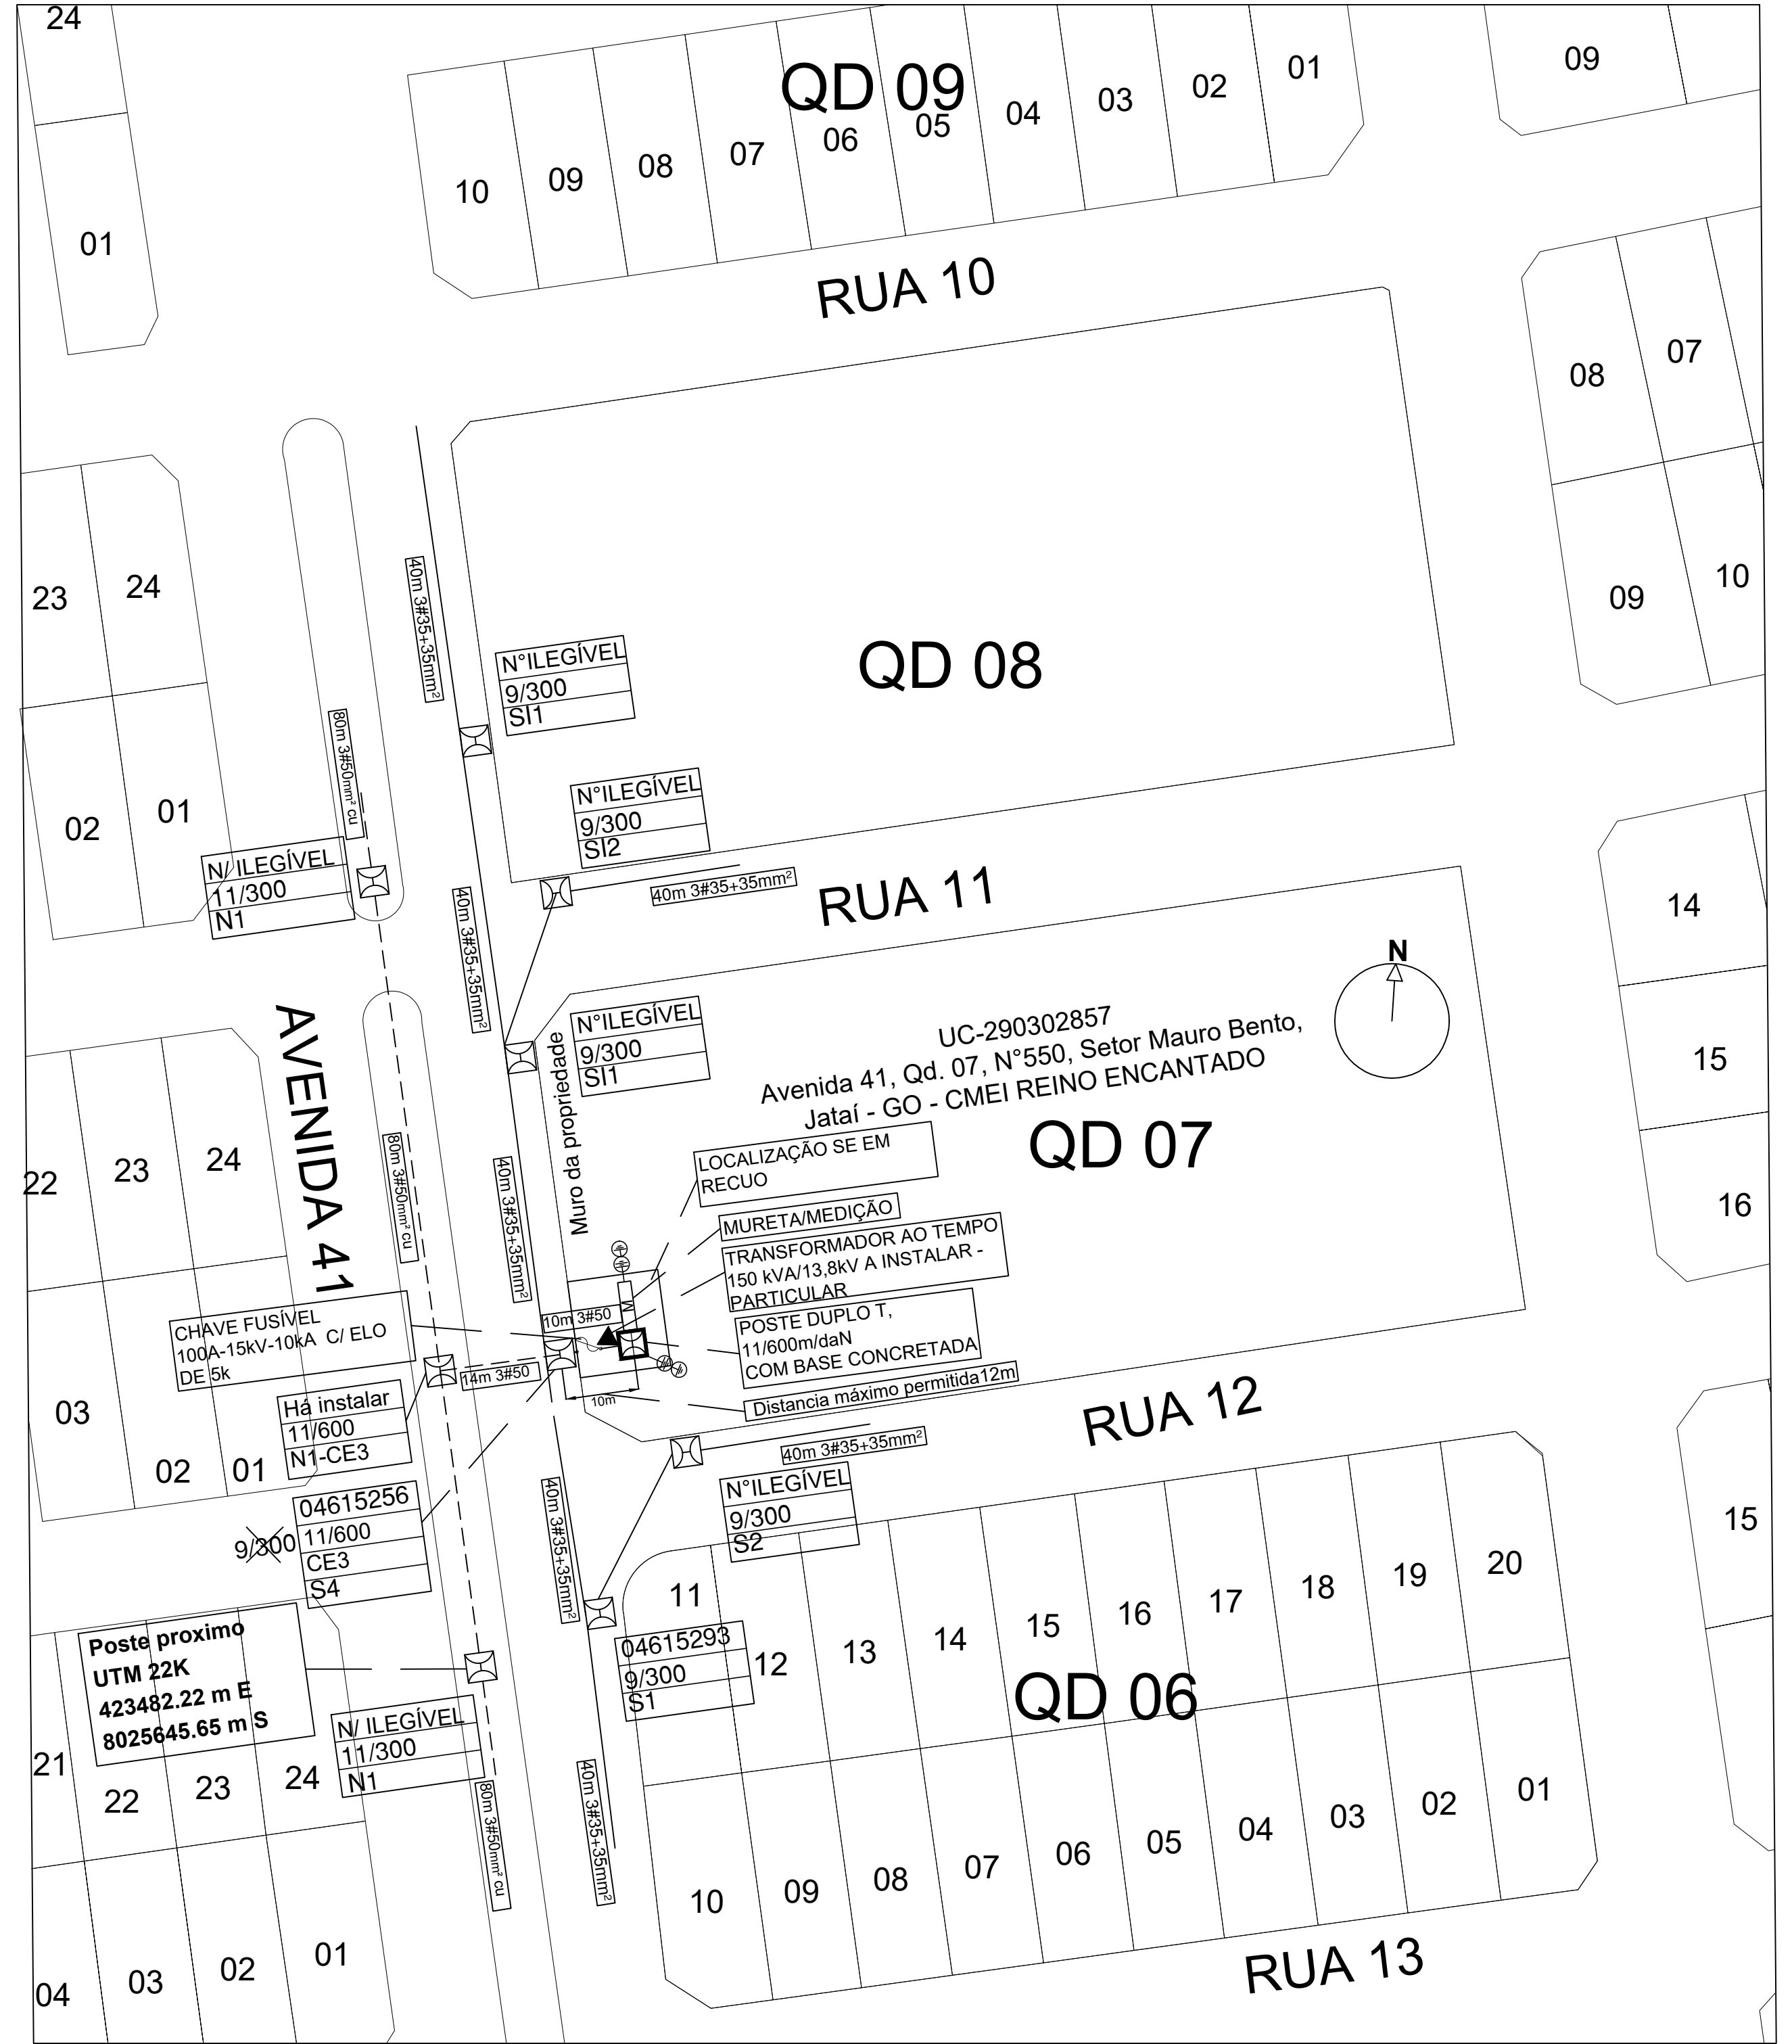 24
01
QD 09
10
09
08
07
06
05
04
03
02
01
09
RUA 10
08
07
09
10
23
24
02
01
40m 3#35+35mm²
N°ILEGÍVEL
9/300
SI1
QD 08
80m 3#50mm² cu
N°ILEGÍVEL
9/300
SI2
N/ ILEGÍVEL
11/300
N1
40m 3#35+35mm²
40m 3#35+35mm²
RUA 11
14
15
16
N
N°ILEGÍVEL
9/300
SI1
UC-290302857
Avenida 41, Qd. 07, N°550, Setor Mauro Bento,
Jataí - GO - CMEI REINO ENCANTADO
QD 07
Muro da propriedade
AVENIDA 41
22
23
24
03
02
01
80m 3#50mm² cu
40m 3#35+35mm²
LOCALIZAÇÃO SE EM
RECUO
MURETA/MEDIÇÃO
TRANSFORMADOR AO TEMPO
150 kVA/13,8kV A INSTALAR -
PARTICULAR
POSTE DUPLO T,
11/600m/daN
COM BASE CONCRETADA
Distancia máximo permitida12m
M
10m 3#50
14m 3#50
10m
CHAVE FUSÍVEL
100A-15kV-10kA C/ ELO
DE 5k
Há instalar
11/600
N1-CE3
9/300
04615256
11/600
CE3
S4
40m 3#35+35mm²
RUA 12
40m 3#35+35mm²
N°ILEGÍVEL
9/300
S2
04615293
9/300
S1
11
12
13
14
15
16
17
18
19
20
15
QD 06
10
09
08
07
06
05
04
03
02
01
Poste proximo
UTM 22K
423482.22 m E
8025645.65 m S
N/ ILEGÍVEL
11/300
N1
21
22
23
24
04
03
02
01
80m 3#50mm² cu
40m 3#35+35mm²
RUA 13